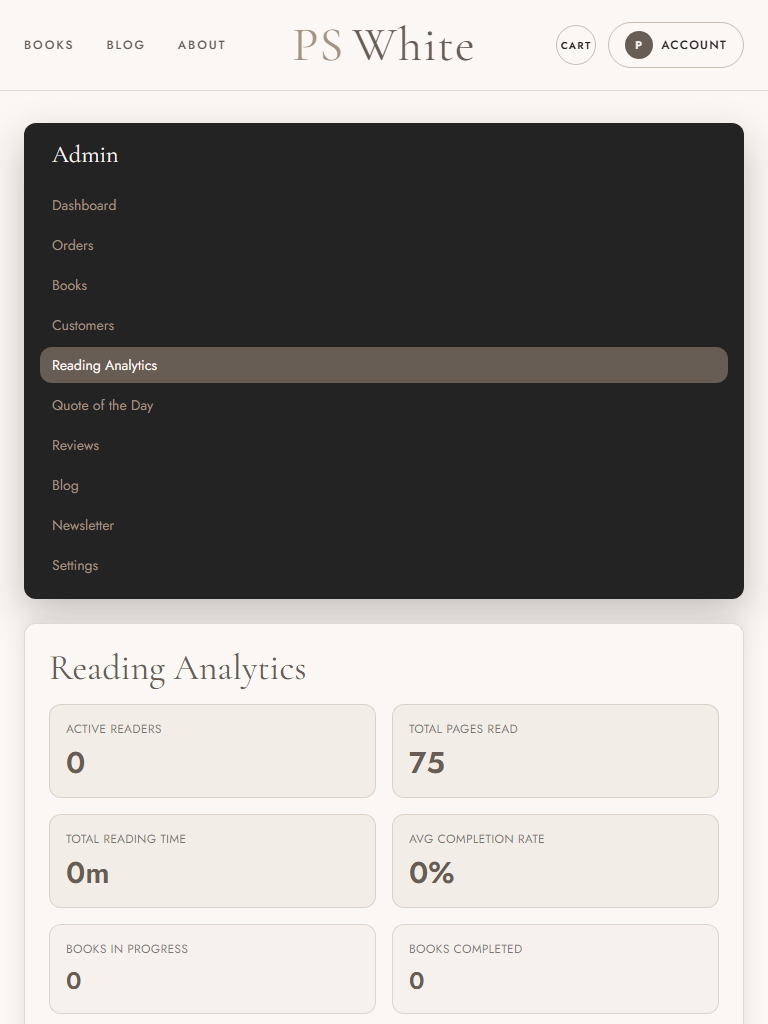 BOOKS BLOG ABOUT PS White CART P ACCOUNT
Admin
Dashboard
Orders
Books
Customers
Reading Analytics
Quote of the Day
Reviews
Blog
Newsletter
Settings
Reading Analytics
ACTIVE READERS
0
TOTAL PAGES READ
75
TOTAL READING TIME
0m
AVG COMPLETION RATE
0%
BOOKS IN PROGRESS
0
BOOKS COMPLETED
0